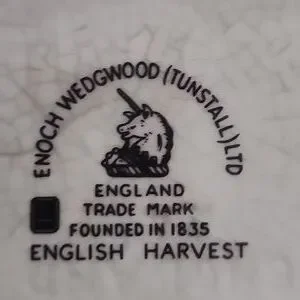 ENOCH WEDGWOOD (TUNSTALL) LTD
ENGLAND
TRADE MARK
FOUNDED IN 1835
ENGLISH HARVEST